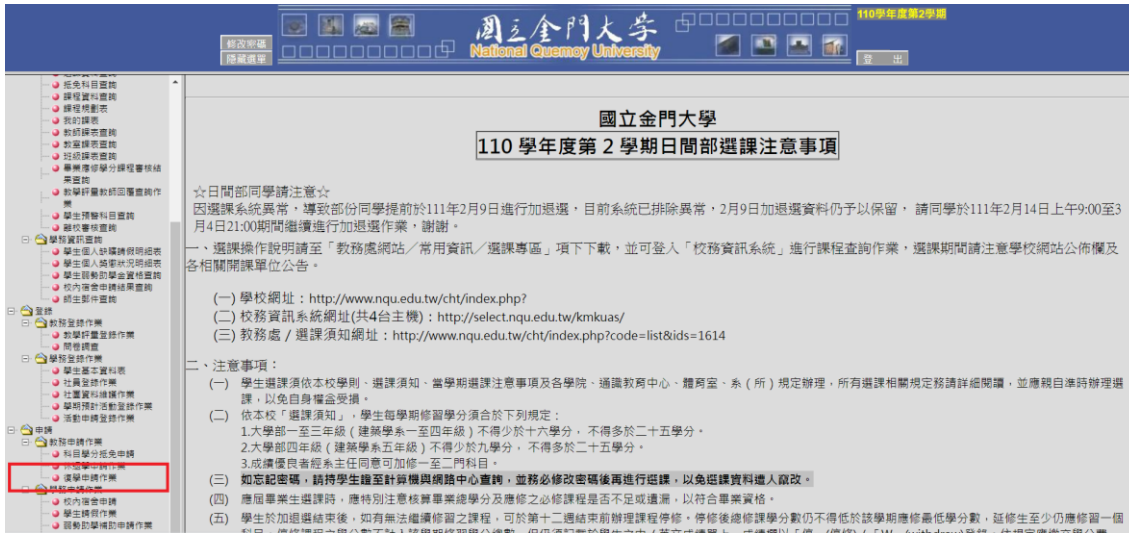 110學年度第2學期
國立金門大學
National Quemoy University
修改密碼
隱藏選單
登 出
抵免科目查詢
課程資料查詢
課程規劃表
我的課表
教師課表查詢
教室課表查詢
班級課表查詢
畢業應修學分課程審核結
果查詢
教學評量教師回覆查詢作
業
學生預警科目查詢
離校審核查詢
學務資訊查詢
學生個人缺曠請假明細表
學生個人獎懲狀況明細表
學生弱勢助學金資格查詢
校內宿舍申請結果查詢
師生郵件查詢
登錄
教務登錄作業
教學評量登錄作業
問卷調查
學務登錄作業
學生基本資料表
社員登錄作業
社團資料維護作業
學期預計活動登錄作業
活動申請登錄作業
申請
教務申請作業
科目學分抵免申請
休退學申請作業
復學申請作業
學務申請作業
校內宿舍申請
學生請假作業
弱勢助學補助申請作業
國立金門大學
110 學年度第 2 學期日間部選課注意事項
☆日間部同學請注意☆
因選課系統異常，導致部份同學提前於111年2月9日進行加退選，目前系統已排除異常，2月9日加退選資料仍予以保留， 請同學於111年2月14日上午9:00至3
月4日21:00期間繼續進行加退選作業，謝謝。
一、選課操作說明請至「教務處網站／常用資訊／選課專區」項下下載，並可登入「校務資訊系統」進行課程查詢作業，選課期間請注意學校網站公佈欄及
各相關開課單位公告。
(一) 學校網址：http://www.nqu.edu.tw/cht/index.php?
(二) 校務資訊系統網址(共4台主機)：http://select.nqu.edu.tw/kmkuas/
(三) 教務處 / 選課須知網址：http://www.nqu.edu.tw/cht/index.php?code=list&ids=1614
二、注意事項：
(一) 學生選課須依本校學則、選課須知、當學期選課注意事項及各學院、通識教育中心、體育室、系（所）規定辦理，所有選課相關規定務請詳細閱讀，並應親自準時辦理選
課，以免自身權益受損。
(二) 依本校「選課須知」，學生每學期修習學分須合於下列規定：
1.大學部一至三年級（建築學系一至四年級）不得少於十六學分， 不得多於二十五學分。
2.大學部四年級（建築學系五年級）不得少於九學分， 不得多於二十五學分。
3.成績優良者經系主任同意可加修一至二門科目。
(三) 如忘記密碼，請持學生證至計算機與網路中心查詢，並務必修改密碼後再進行選課，以免選課資料遭人竄改。
(四) 應屆畢業生選課時，應特別注意核算畢業總學分及應修之必修課程是否不足或遺漏，以符合畢業資格。
(五) 學生於加退選結束後，如有無法繼續修習之課程，可於第十二週結束前辦理課程停修。停修後總修課學分數仍不得低於該學期應修最低學分數，延修生至少仍應修習一個